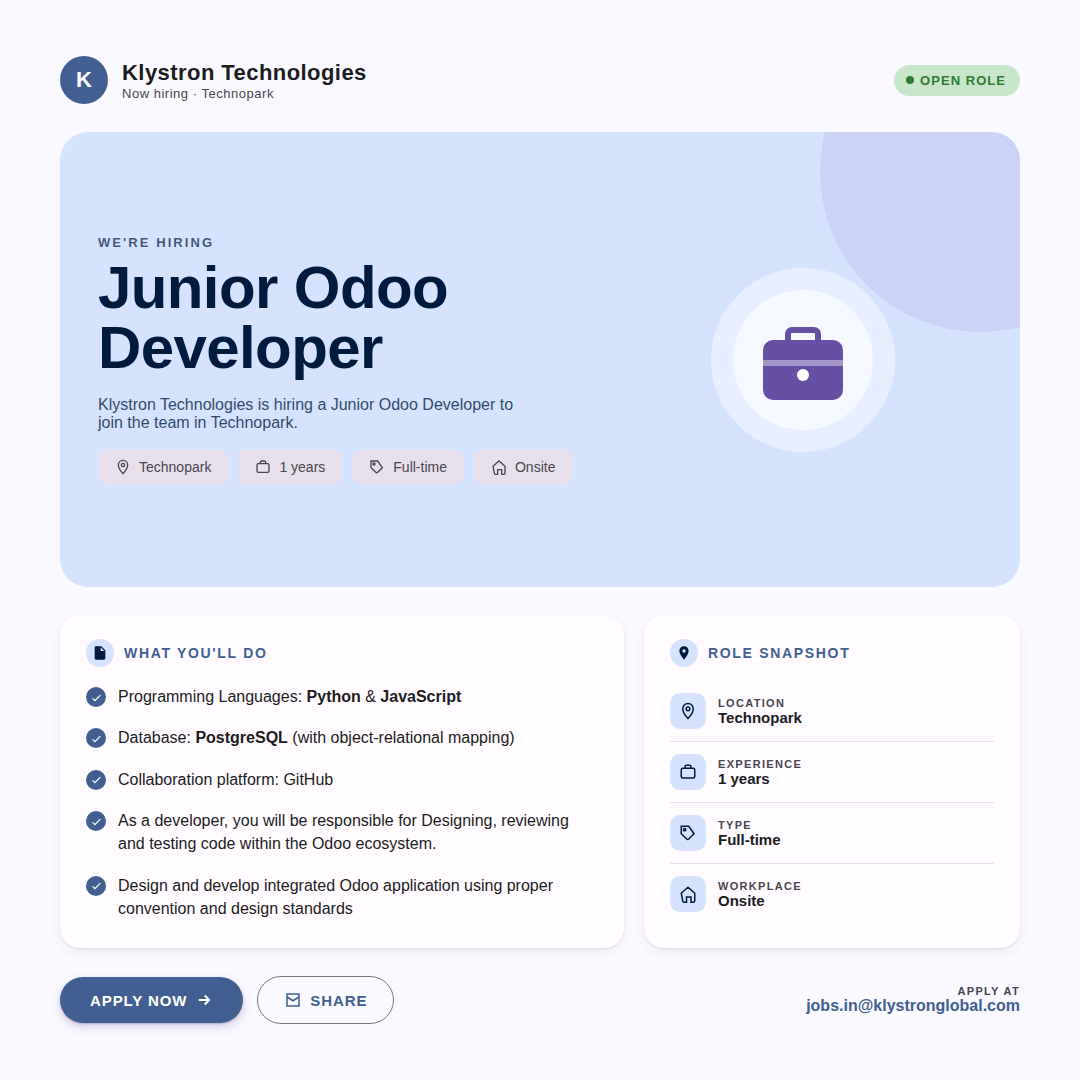 K
Klystron Technologies
Now hiring · Technopark
OPEN ROLE
WE'RE HIRING
Junior Odoo
Developer
Klystron Technologies is hiring a Junior Odoo Developer to
join the team in Technopark.
Technopark
1 years
Full-time
Onsite
WHAT YOU'LL DO
Programming Languages: Python & JavaScript
Database: PostgreSQL (with object-relational mapping)
Collaboration platform: GitHub
As a developer, you will be responsible for Designing, reviewing
and testing code within the Odoo ecosystem.
Design and develop integrated Odoo application using proper
convention and design standards
ROLE SNAPSHOT
LOCATION
Technopark
EXPERIENCE
1 years
TYPE
Full-time
WORKPLACE
Onsite
APPLY NOW
SHARE
APPLY AT
jobs.in@klystronglobal.com